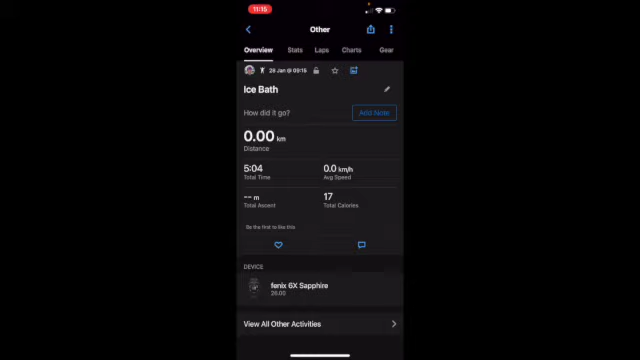 11:15
Other
Overview Stats Laps Charts Gear
28 Jan @ 05:15
Ice Bath
How did it go? Add Note
0.00 km
Distance
5:04 0.0 km/h
Total Time Avg Speed
-- m 17
Total Ascent Total Calories
Be the first to like this
DEVICE
fenix 6X Sapphire
26.00
View All Other Activities